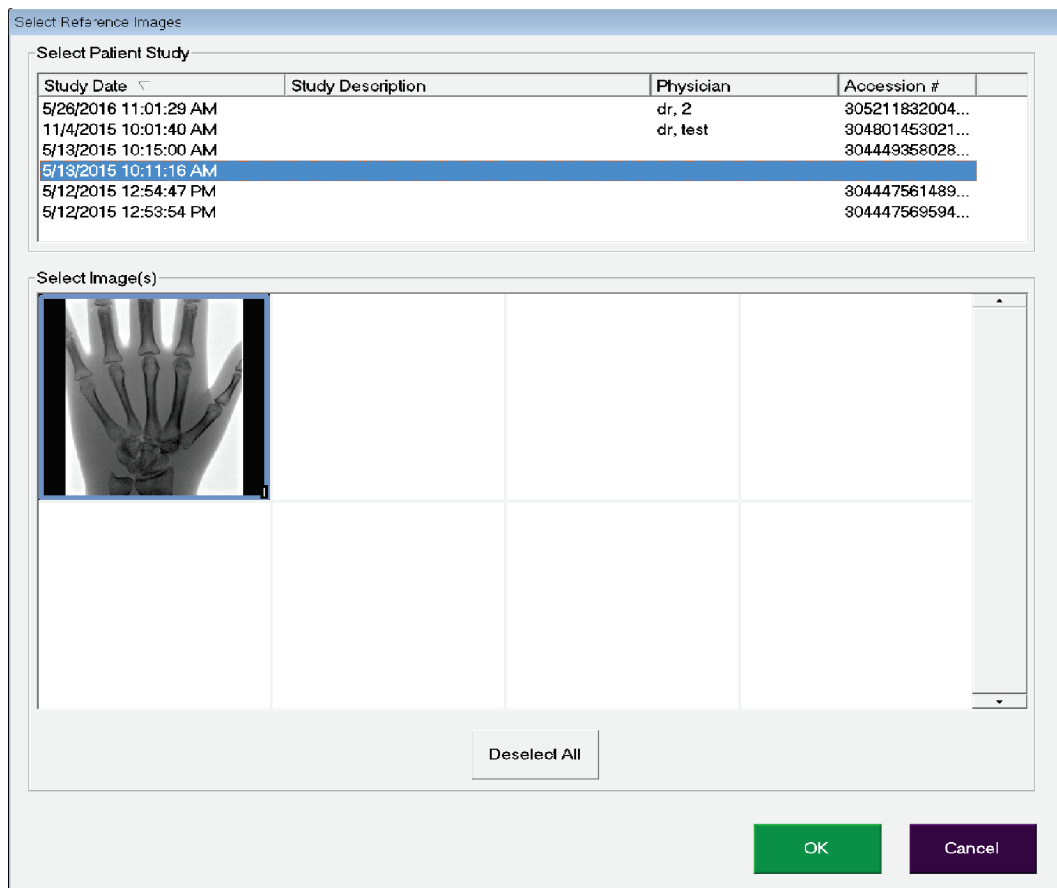 Select Reference Images
Select Patient Study
Study Date Study Description Physician Accession #
5/26/2016 11:01:29 AM dr, 2 305211832004...
11/4/2015 10:01:40 AM dr, test 304801453021...
5/13/2015 10:15:00 AM 304449358028...
5/13/2015 10:11:16 AM
5/12/2015 12:54:47 PM 304447561489...
5/12/2015 12:53:54 PM 304447569594...
Select Image(s)
I
Deselect All
OK Cancel